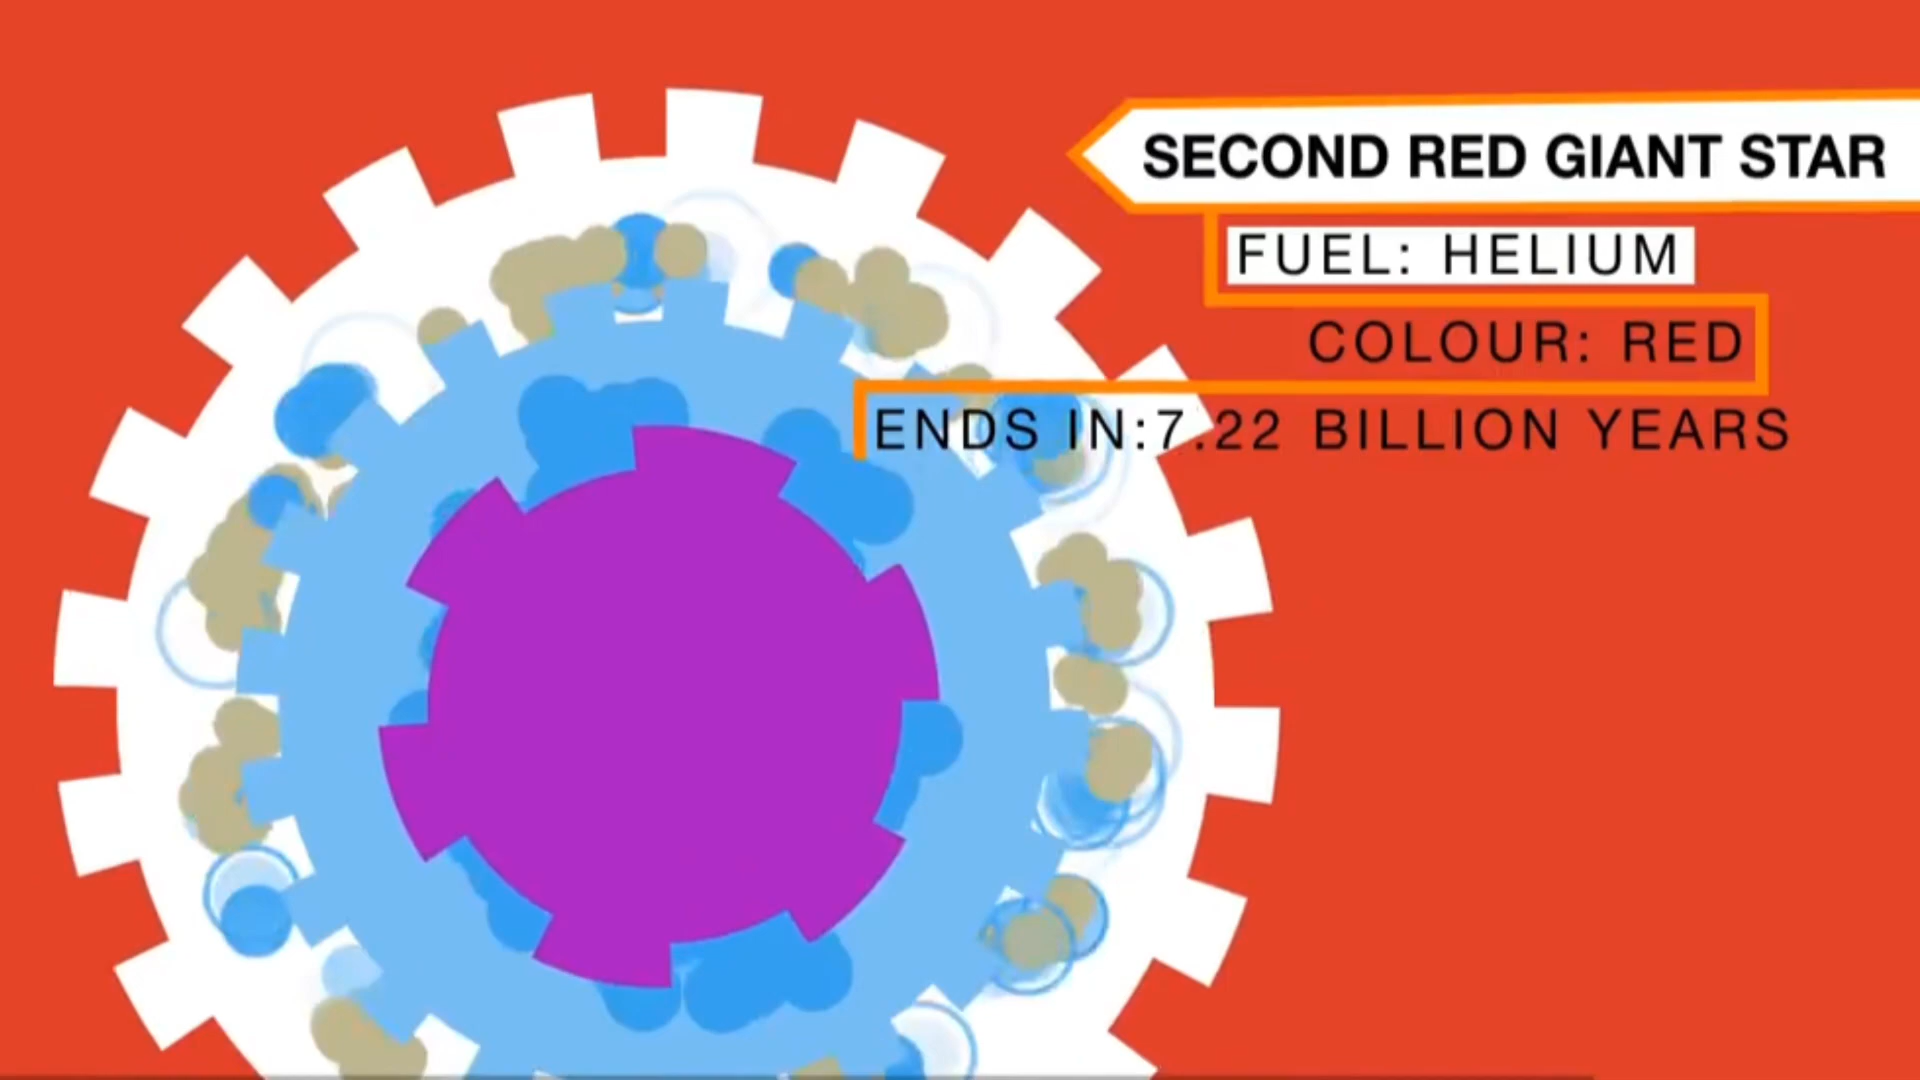 SECOND RED GIANT STAR
FUEL: HELIUM
COLOUR: RED
ENDS IN:7.22 BILLION YEARS